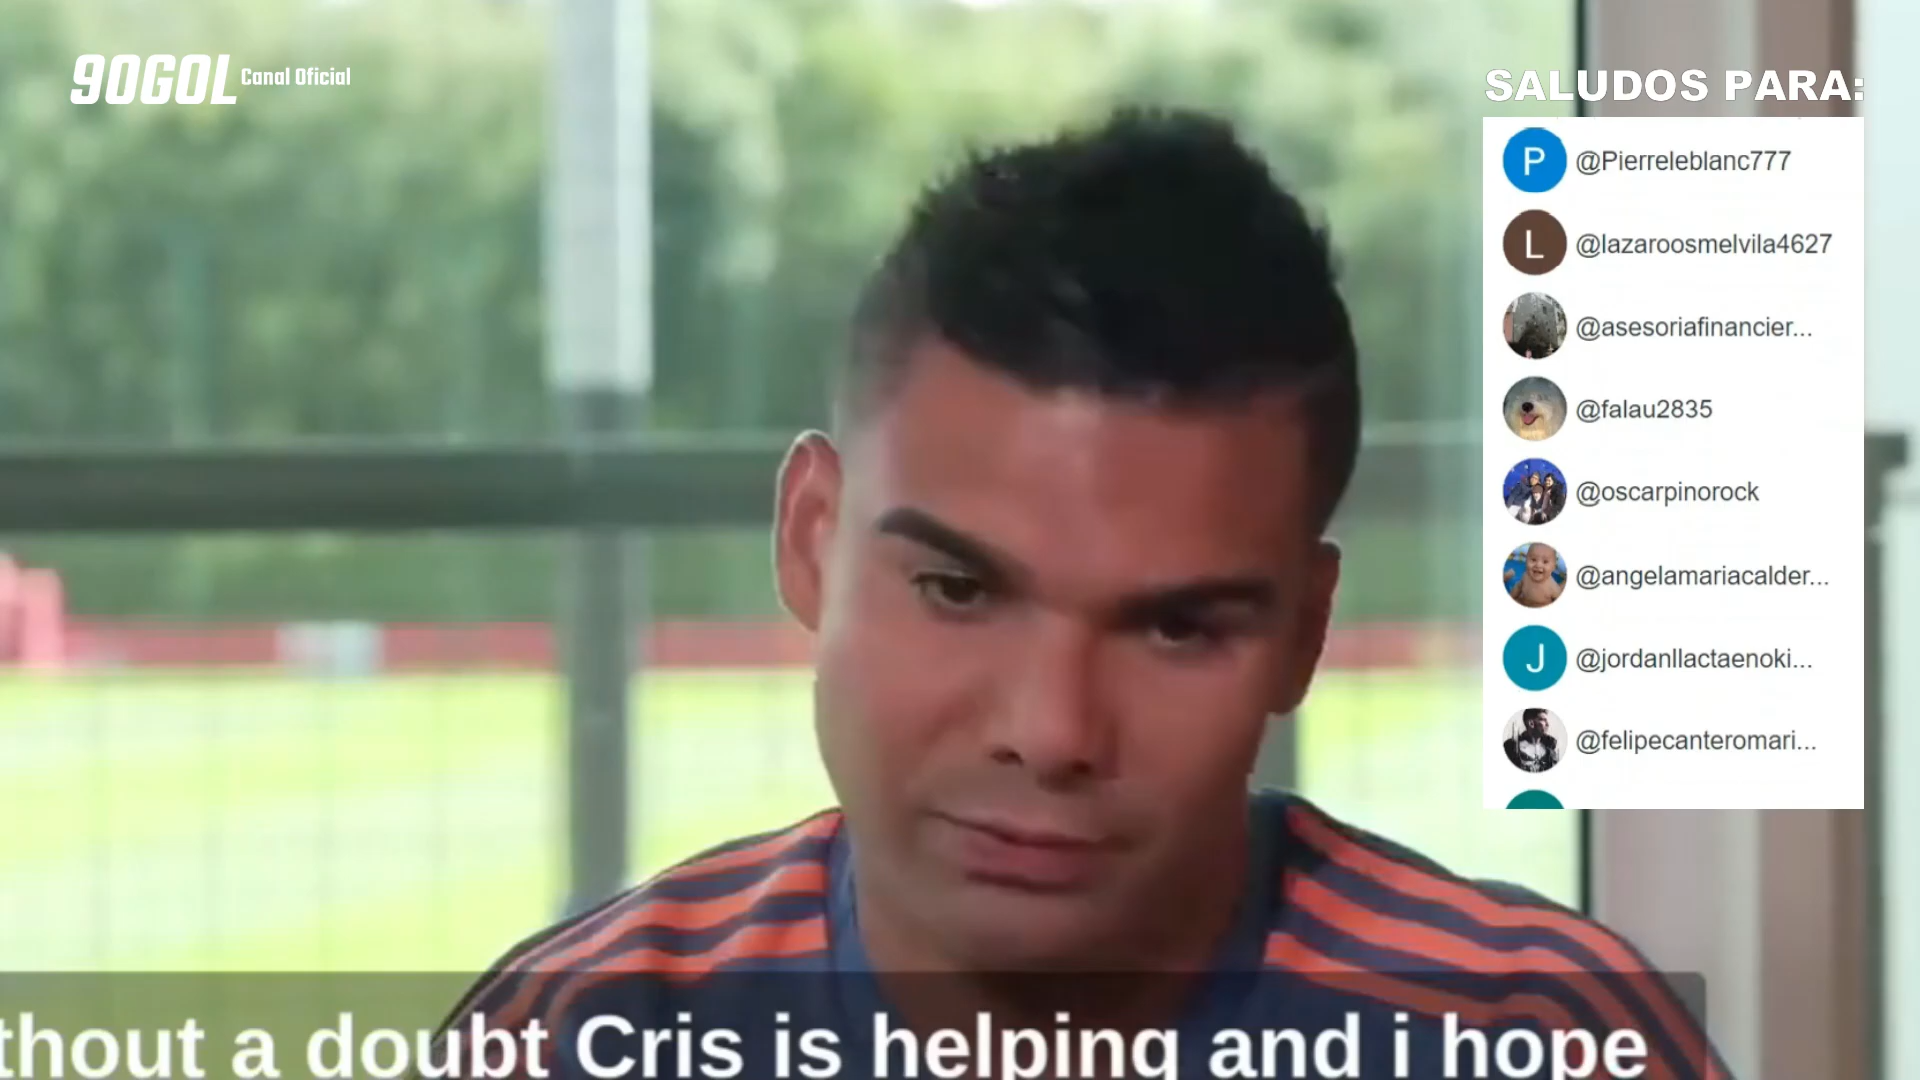 90GOL Canal Oficial
SALUDOS PARA:
P @Pierreleblanc777
L @lazaroosmelvila4627
@asesoriafinancier...
@falau2835
@oscarpinorock
@angelamariacalder...
J @jordanllactaenoki...
@felipecanteromari...
thout a doubt Cris is helping and i hope